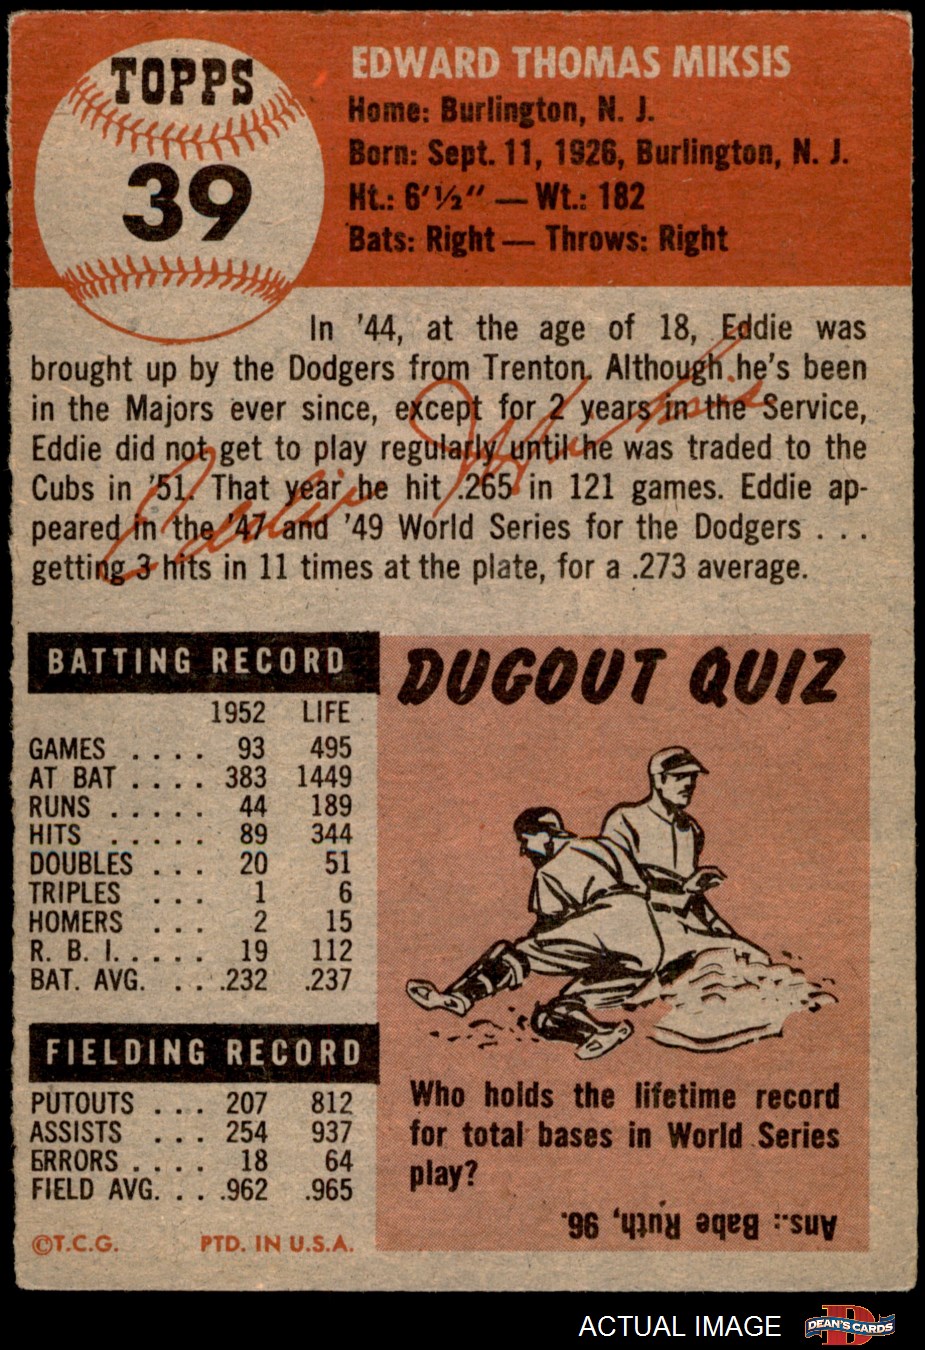 TOPPS
39
EDWARD THOMAS MIKSIS
Home: Burlington, N. J.
Born: Sept. 11, 1926, Burlington, N. J.
Ht.: 6'½" — Wt.: 182
Bats: Right — Throws: Right
In '44, at the age of 18, Eddie was
brought up by the Dodgers from Trenton. Although he's been
in the Majors ever since, except for 2 years in the Service,
Eddie did not get to play regularly until he was traded to the
Cubs in '51. That year he hit .265 in 121 games. Eddie ap-
peared in the '47 and '49 World Series for the Dodgers . . .
getting 3 hits in 11 times at the plate, for a .273 average.
Eddie Miksis
BATTING RECORD
1952 LIFE
GAMES . . . . 93 495
AT BAT . . . . 383 1449
RUNS . . . . . 44 189
HITS . . . . . 89 344
DOUBLES . . . 20 51
TRIPLES . . . 1 6
HOMERS . . . 2 15
R. B. I. . . . . 19 112
BAT. AVG. . . . .232 .237
FIELDING RECORD
PUTOUTS . . . 207 812
ASSISTS . . . 254 937
ERRORS . . . . 18 64
FIELD AVG. . . .962 .965
©T.C.G. PTD. IN U.S.A.
DUGOUT QUIZ
Who holds the lifetime record
for total bases in World Series
play?
Ans.: Babe Ruth, 96.
ACTUAL IMAGE
D
DEAN'S CARDS